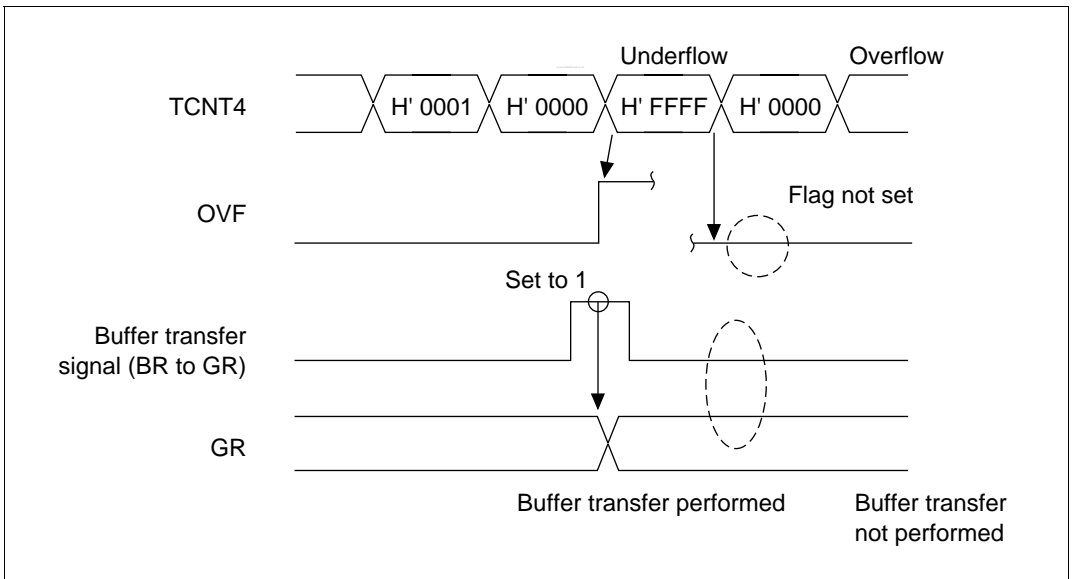 Underflow Overflow
TCNT4 H' 0001 H' 0000 H' FFFF H' 0000
OVF
Flag not set
Set to 1
Buffer transfer
signal (BR to GR)
GR
Buffer transfer performed
Buffer transfer
not performed